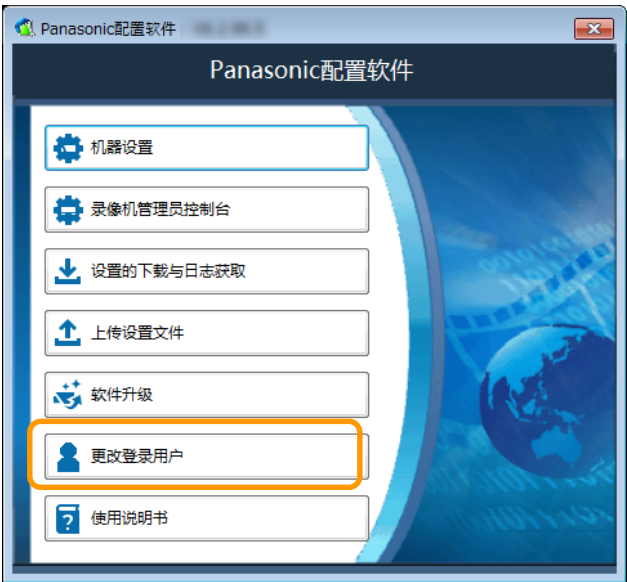 Panasonic配置软件
Panasonic配置软件
机器设置
录像机管理员控制台
设置的下载与日志获取
上传设置文件
软件升级
更改登录用户
使用说明书